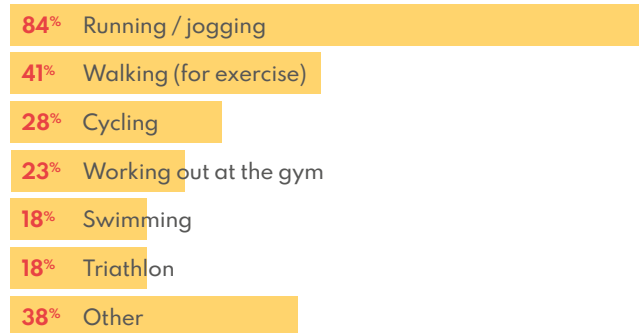 84% Running / jogging
41% Walking (for exercise)
28% Cycling
23% Working out at the gym
18% Swimming
18% Triathlon
38% Other